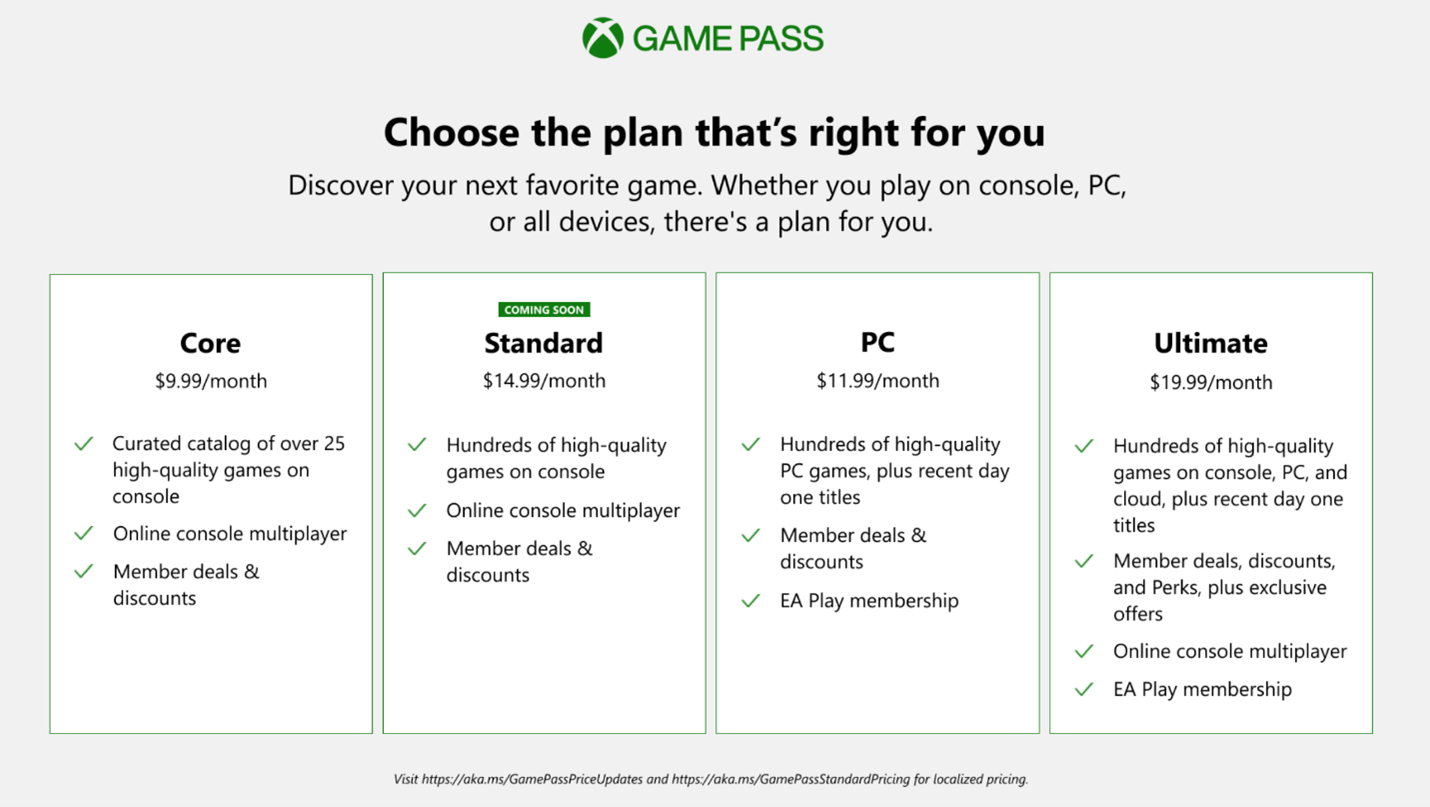 GAME PASS
Choose the plan that’s right for you
Discover your next favorite game. Whether you play on console, PC,
or all devices, there's a plan for you.
Core
$9.99/month
Curated catalog of over 25
high-quality games on
console
Online console multiplayer
Member deals &
discounts
COMING SOON
Standard
$14.99/month
Hundreds of high-quality
games on console
Online console multiplayer
Member deals &
discounts
PC
$11.99/month
Hundreds of high-quality
PC games, plus recent day
one titles
Member deals &
discounts
EA Play membership
Ultimate
$19.99/month
Hundreds of high-quality
games on console, PC, and
cloud, plus recent day one
titles
Member deals, discounts,
and Perks, plus exclusive
offers
Online console multiplayer
EA Play membership
Visit https://aka.ms/GamePassPriceUpdates and https://aka.ms/GamePassStandardPricing for localized pricing.